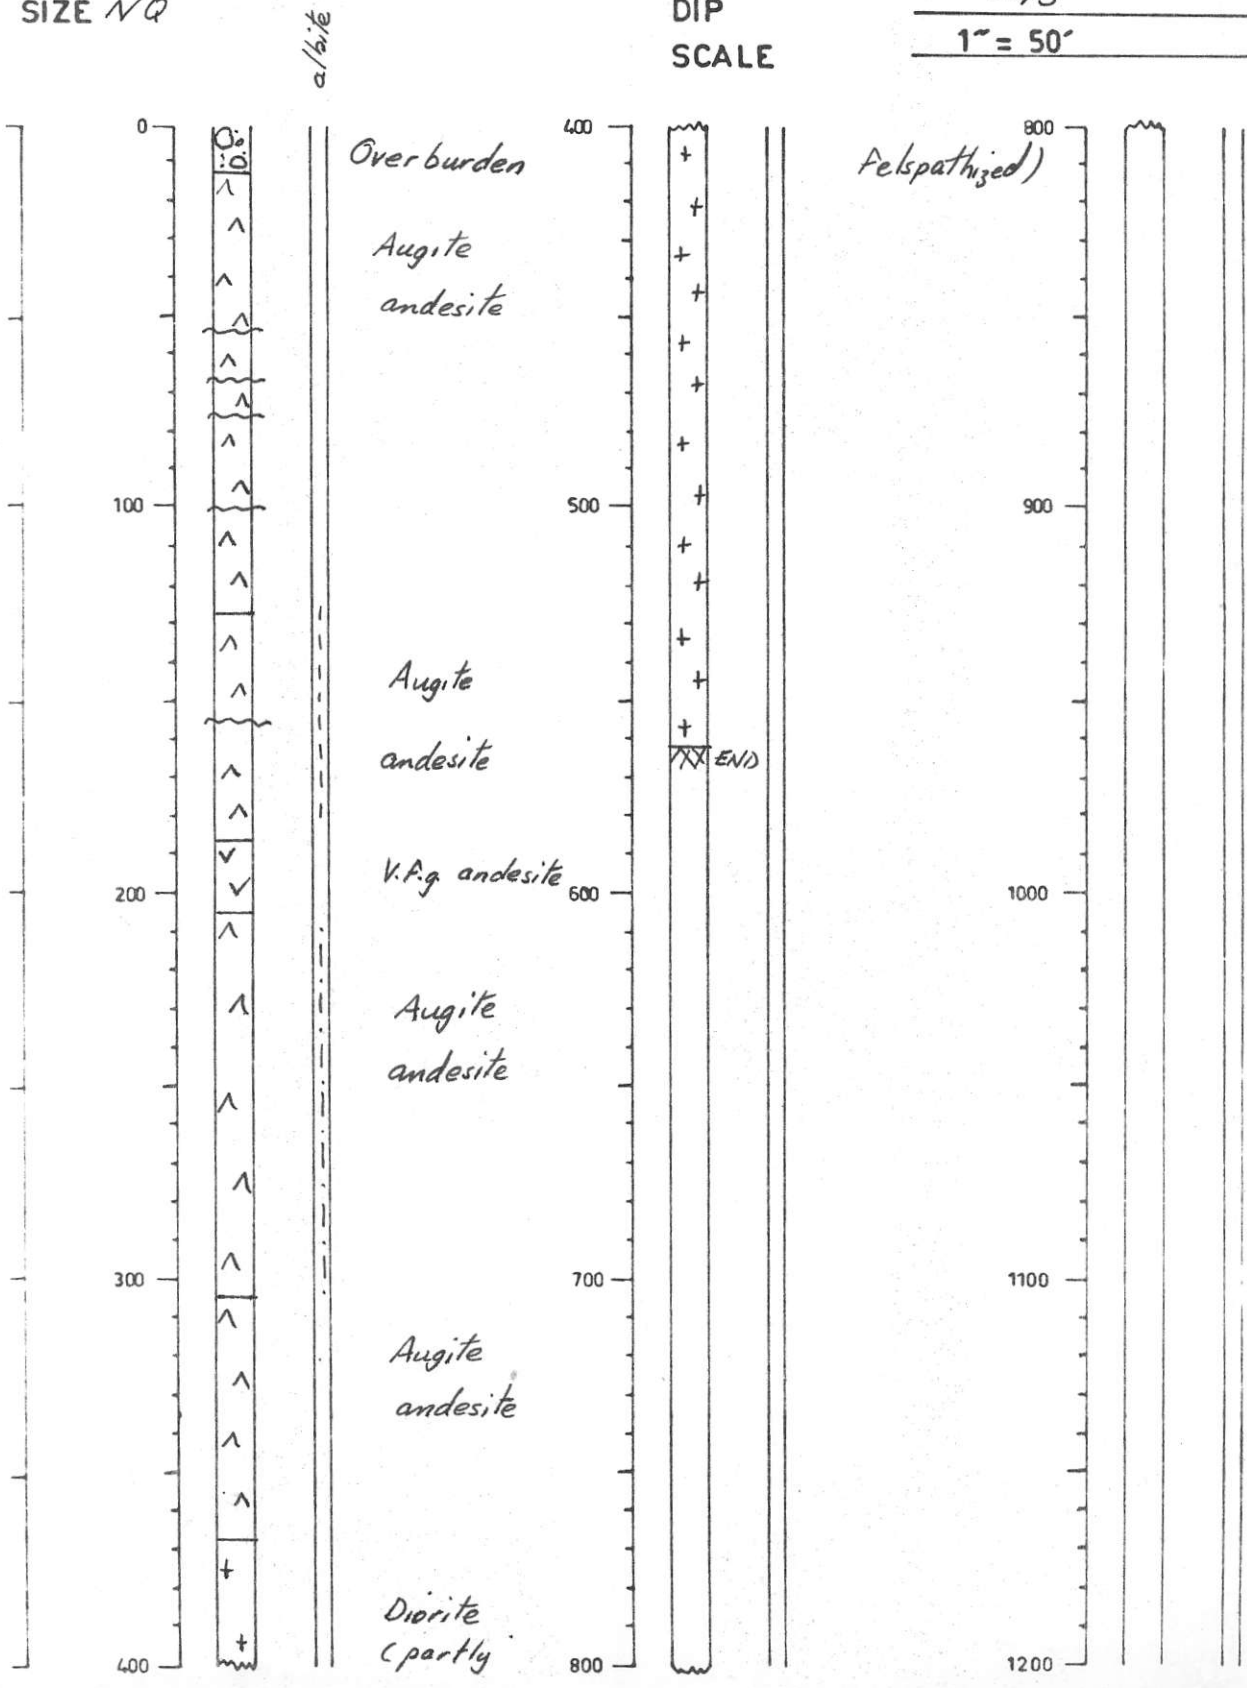 SIZE NQ
albite
DIP
SCALE
1" = 50'
0
Overburden
Augite
andesite
100
Augite
andesite
V.F.g. andesite
200
Augite
andesite
300
Augite
andesite
Diorite
(partly
400
400
500
END
600
700
800
Felspathized)
800
900
1000
1100
1200